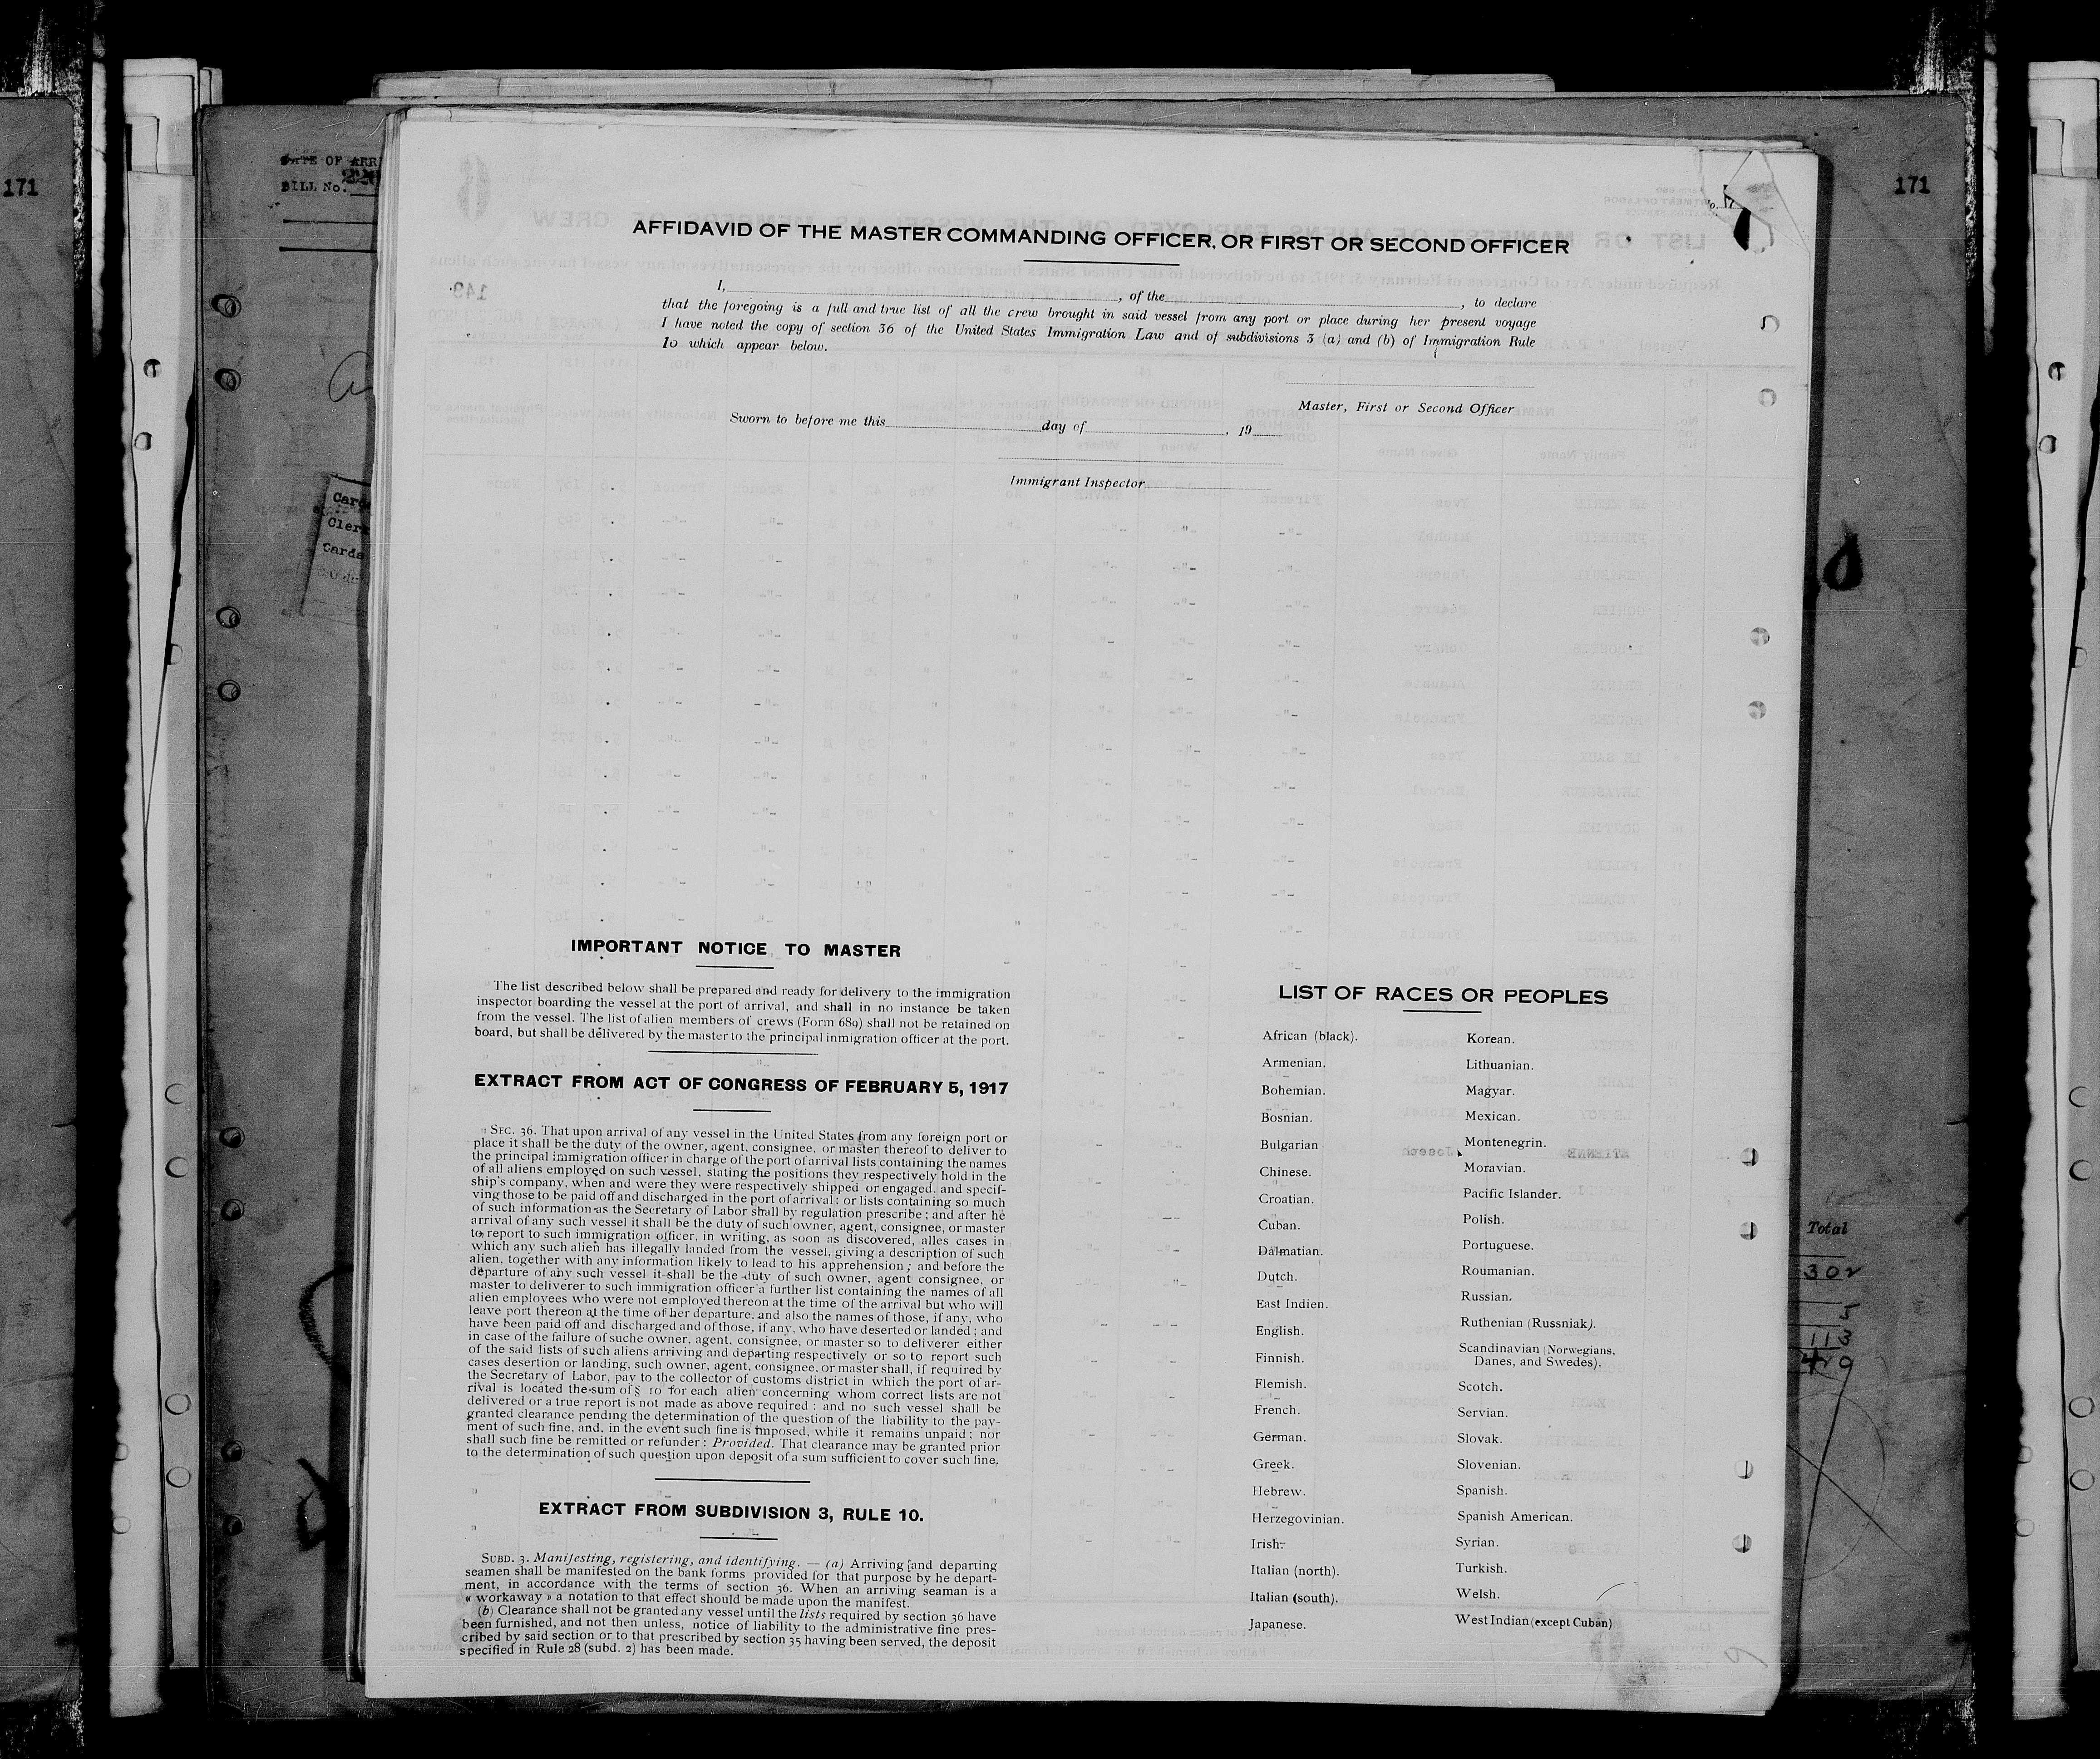 171
171
DATE OF ARR
BILL No.
AFFIDAVID OF THE MASTER COMMANDING OFFICER, OR FIRST OR SECOND OFFICER
I, , of the , to declare
that the foregoing is a full and true list of all the crew brought in said vessel from any port or place during her present voyage
I have noted the copy of section 36 of the United States Immigration Law and of subdivisions 3 (a) and (b) of Immigration Rule
10 which appear below.
Master, First or Second Officer
Sworn to before me this day of , 19
Immigrant Inspector
Card
Clerk
Cards
IMPORTANT NOTICE TO MASTER
The list described below shall be prepared and ready for delivery to the immigration
inspector boarding the vessel at the port of arrival, and shall in no instance be taken
from the vessel. The list of alien members of crews (Form 689) shall not be retained on
board, but shall be delivered by the master to the principal inmigration officer at the port.
EXTRACT FROM ACT OF CONGRESS OF FEBRUARY 5, 1917
SEC. 36. That upon arrival of any vessel in the United States from any foreign port or
place it shall be the duty of the owner, agent, consignee, or master thereof to deliver to
the principal immigration officer in charge of the port of arrival lists containing the names
of all aliens employed on such vessel, stating the positions they respectively hold in the
ship's company, when and were they were respectively shipped or engaged, and specif-
ving those to be paid off and discharged in the port of arrival; or lists containing so much
of such information as the Secretary of Labor shall by regulation prescribe; and after he
arrival of any such vessel it shall be the duty of such owner, agent, consignee, or master
to report to such immigration officer, in writing, as soon as discovered, alles cases in
which any such alien has illegally landed from the vessel, giving a description of such
alien, together with any information likely to lead to his apprehension; and before the
departure of any such vessel it shall be the duty of such owner, agent consignee, or
master to deliverer to such immigration officer a further list containing the names of all
alien employees who were not employed thereon at the time of the arrival but who will
leave port thereon at the time of her departure, and also the names of those, if any, who
have been paid off and discharged and of those, if any, who have deserted or landed; and
in case of the failure of suche owner, agent, consignee, or master so to deliverer either
of the said lists of such aliens arriving and departing respectively or so to report such
cases desertion or landing, such owner, agent, consignee, or master shall, if required by
the Secretary of Labor, pay to the collector of customs district in which the port of ar-
rival is located the sum of § 10 for each alien concerning whom correct lists are not
delivered or a true report is not made as above required; and no such vessel shall be
granted clearance pending the determination of the question of the liability to the pay-
ment of such fine, and, in the event such fine is imposed, while it remains unpaid; nor
shall such fine be remitted or refunder: Provided, That clearance may be granted prior
to the determination of such question upon deposit of a sum sufficient to cover such fine.
EXTRACT FROM SUBDIVISION 3, RULE 10.
SUBD. 3. Manifesting, registering, and identifying. — (a) Arriving and departing
seamen shall be manifested on the bank forms provided for that purpose by he depart-
ment, in accordance with the terms of section 36. When an arriving seaman is a
« workaway » a notation to that effect should be made upon the manifest.
(b) Clearance shall not be granted any vessel until the lists required by section 36 have
been furnished, and not then unless, notice of liability to the administrative fine pres-
cribed by said section or to that prescribed by section 35 having been served, the deposit
specified in Rule 28 (subd. 2) has been made.
LIST OF RACES OR PEOPLES
African (black).
Armenian.
Bohemian.
Bosnian.
Bulgarian
Chinese.
Croatian.
Cuban.
Dalmatian.
Dutch.
East Indien.
English.
Finnish.
Flemish.
French.
German.
Greek.
Hebrew.
Herzegovinian.
Irish.
Italian (north).
Italian (south).
Japanese.
Korean.
Lithuanian.
Magyar.
Mexican.
Montenegrin.
Moravian.
Pacific Islander.
Polish.
Portuguese.
Roumanian.
Russian.
Ruthenian (Russniak).
Scandinavian (Norwegians,
Danes, and Swedes).
Scotch.
Servian.
Slovak.
Slovenian.
Spanish.
Spanish American.
Syrian.
Turkish.
Welsh.
West Indian (except Cuban)
Total
302
5
113